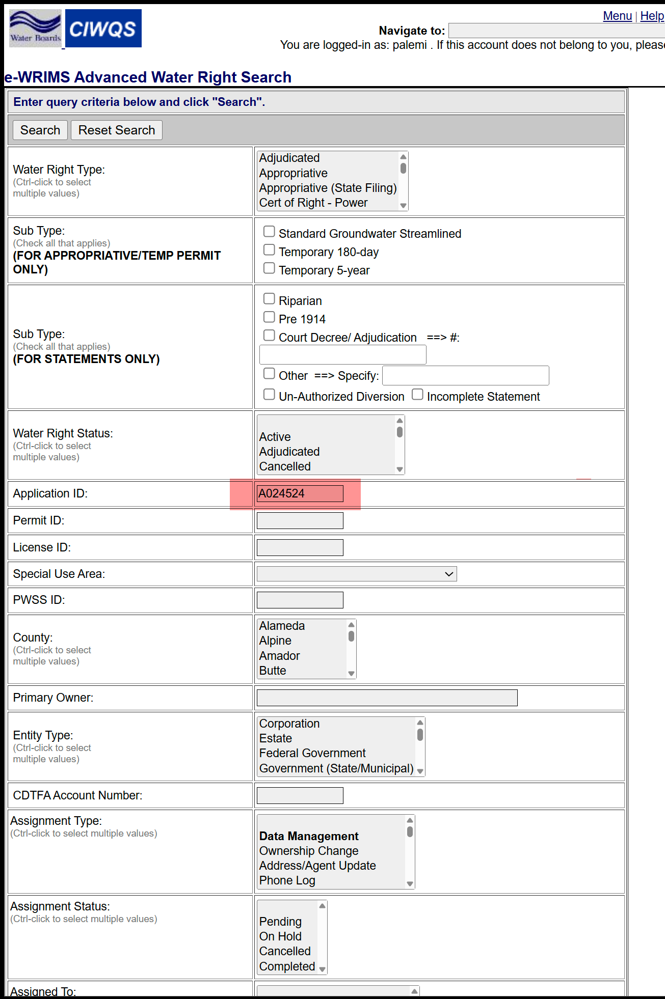 Menu | Help
Water Boards
CIWQS
Navigate to:
You are logged-in as: palemi . If this account does not belong to you, please
e-WRIMS Advanced Water Right Search
Enter query criteria below and click "Search".
Search Reset Search
Water Right Type:
(Ctrl-click to select
multiple values)
Adjudicated
Appropriative
Appropriative (State Filing)
Cert of Right - Power
Sub Type:
(Check all that applies)
(FOR APPROPRIATIVE/TEMP PERMIT
ONLY)
Standard Groundwater Streamlined
Temporary 180-day
Temporary 5-year
Sub Type:
(Check all that applies)
(FOR STATEMENTS ONLY)
Riparian
Pre 1914
Court Decree/ Adjudication ==> #:
Other ==> Specify:
Un-Authorized Diversion Incomplete Statement
Water Right Status:
(Ctrl-click to select
multiple values)
Active
Adjudicated
Cancelled
Application ID: A024524
Permit ID:
License ID:
Special Use Area:
PWSS ID:
County:
(Ctrl-click to select
multiple values)
Alameda
Alpine
Amador
Butte
Primary Owner:
Entity Type:
(Ctrl-click to select
multiple values)
Corporation
Estate
Federal Government
Government (State/Municipal)
CDTFA Account Number:
Assignment Type:
(Ctrl-click to select multiple values)
Data Management
Ownership Change
Address/Agent Update
Phone Log
Assignment Status:
(Ctrl-click to select multiple values)
Pending
On Hold
Cancelled
Completed
Assigned To: